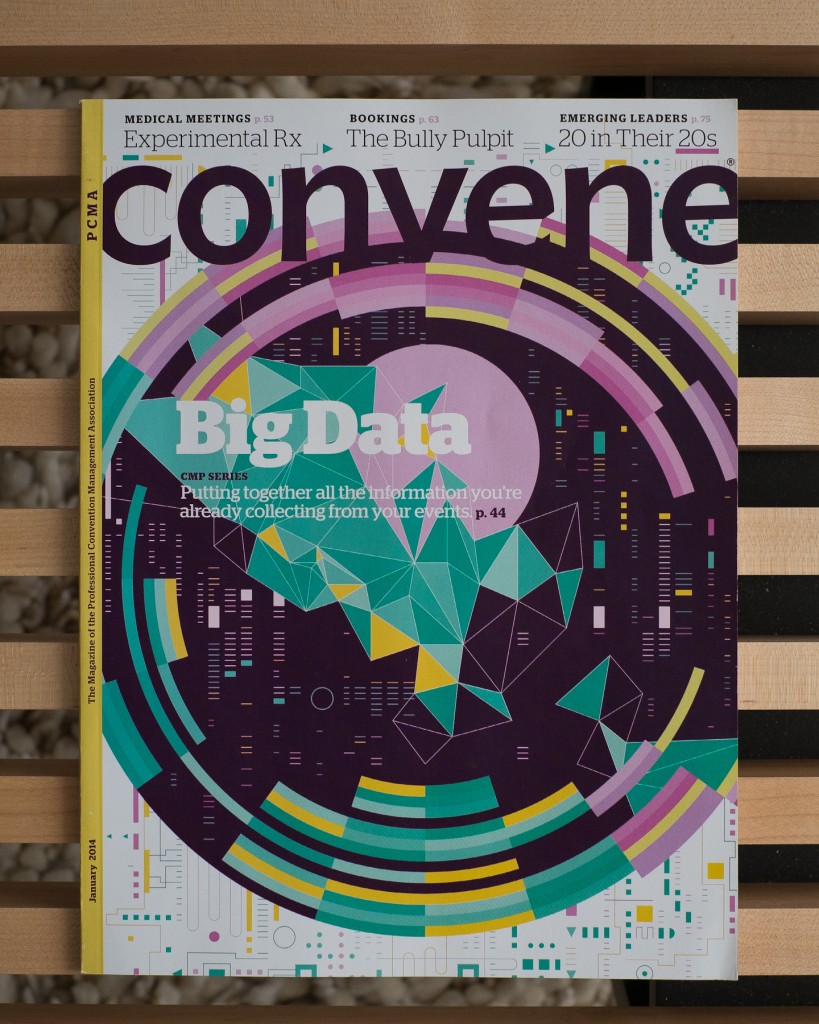 MEDICAL MEETINGS p. 53
Experimental Rx
BOOKINGS p. 63
The Bully Pulpit
EMERGING LEADERS p. 75
20 in Their 20s
convene®
PCMA
The Magazine of the Professional Convention Management Association
January 2014
Big Data
CMP SERIES
Putting together all the information you're
already collecting from your events. p. 44